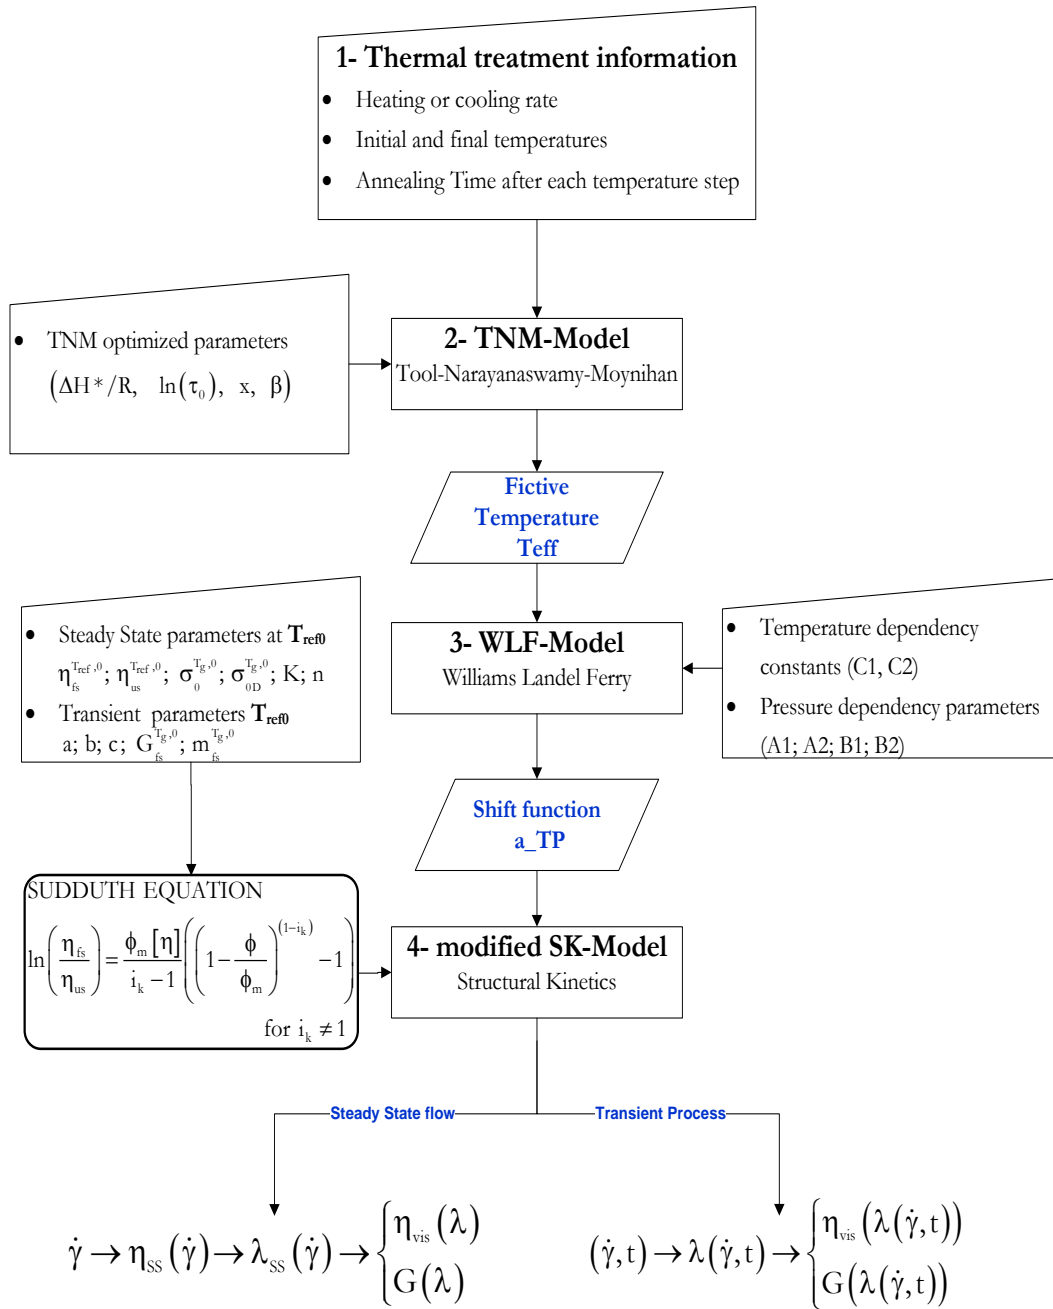 1- Thermal treatment information
• Heating or cooling rate
• Initial and final temperatures
• Annealing Time after each temperature step
• TNM optimized parameters
(ΔH*/R, ln(τ₀), x, β)
2- TNM-Model
Tool-Narayanaswamy-Moynihan
Fictive
Temperature
Teff
• Steady State parameters at T_ref0
η_fs^{Tref,0}; η_us^{Tref,0}; σ_0^{Tg,0}; σ_{0D}^{Tg,0}; K; n
• Transient parameters T_ref0
a; b; c; G_fs^{Tg,0}; m_fs^{Tg,0}
3- WLF-Model
Williams Landel Ferry
• Temperature dependency
constants (C1, C2)
• Pressure dependency parameters
(A1; A2; B1; B2)
Shift function
a_TP
SUDDUTH EQUATION
ln(η_fs/η_us) = (φ_m[η])/(i_k−1) ((1−φ/φ_m)^{(1−i_k)} −1)
for i_k ≠ 1
4- modified SK-Model
Structural Kinetics
Steady State flow
Transient Process
γ̇ → η_SS(γ̇) → λ_SS(γ̇) → { η_vis(λ)
G(λ)
(γ̇, t) → λ(γ̇, t) → { η_vis(λ(γ̇, t))
G(λ(γ̇, t))